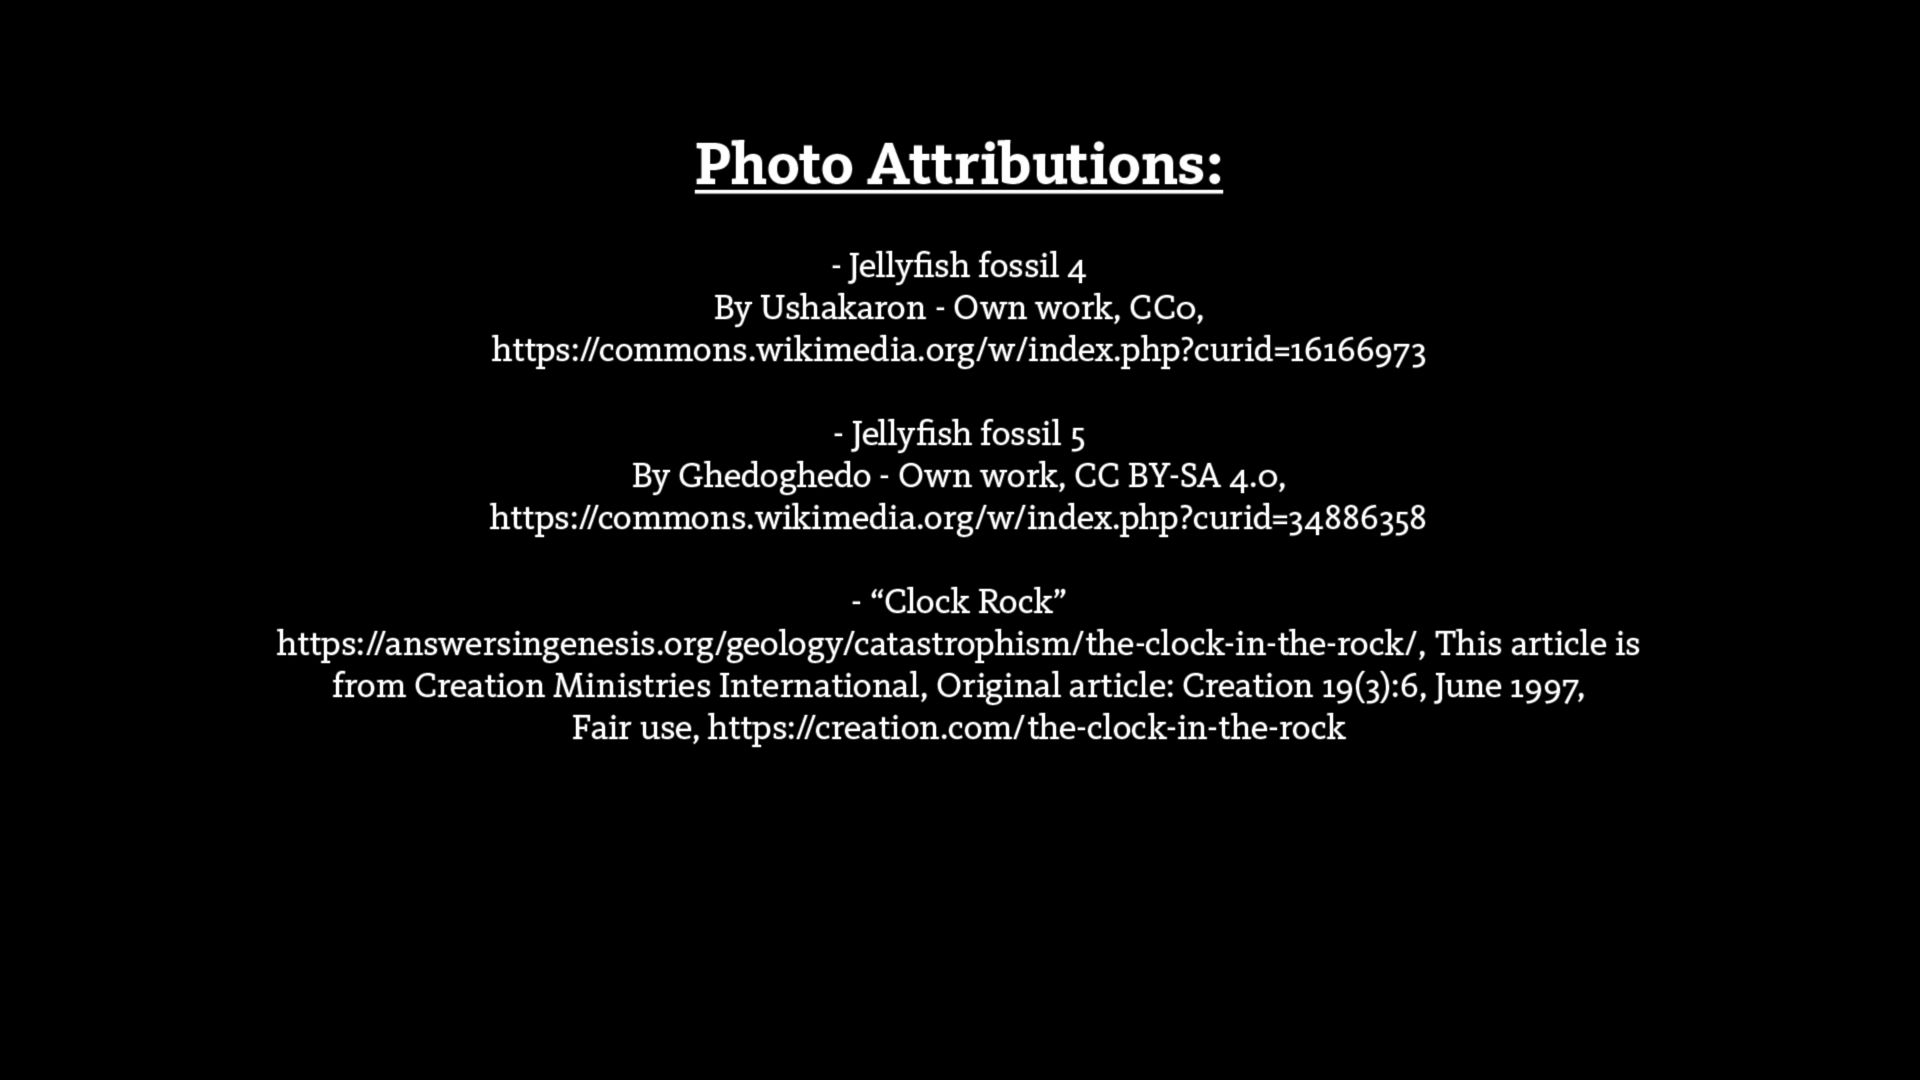 Photo Attributions:
- Jellyfish fossil 4
By Ushakaron - Own work, CC0,
https://commons.wikimedia.org/w/index.php?curid=16166973
- Jellyfish fossil 5
By Ghedoghedo - Own work, CC BY-SA 4.0,
https://commons.wikimedia.org/w/index.php?curid=34886358
- “Clock Rock”
https://answersingenesis.org/geology/catastrophism/the-clock-in-the-rock/, This article is
from Creation Ministries International, Original article: Creation 19(3):6, June 1997,
Fair use, https://creation.com/the-clock-in-the-rock